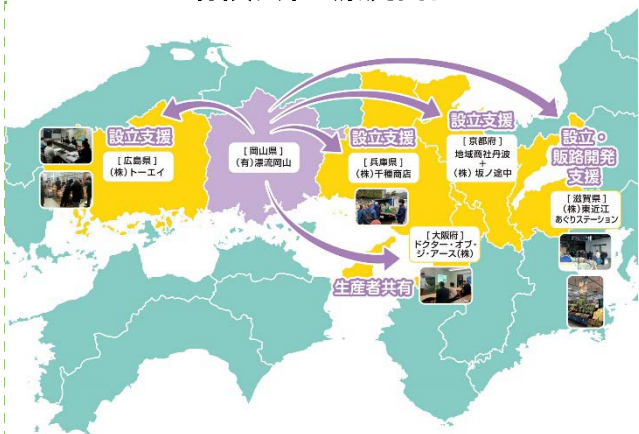 設立支援
[広島県]
(株)トーエイ
[岡山県]
(有)漂流岡山
設立支援
[兵庫県]
(株)千種商店
設立支援
[京都府]
地域商社丹波
+
(株)坂ノ途中
設立・
販路開発
支援
[滋賀県]
(株)東近江
あぐりステーション
[大阪府]
ドクター・オブ・
ジ・アース(株)
生産者共有